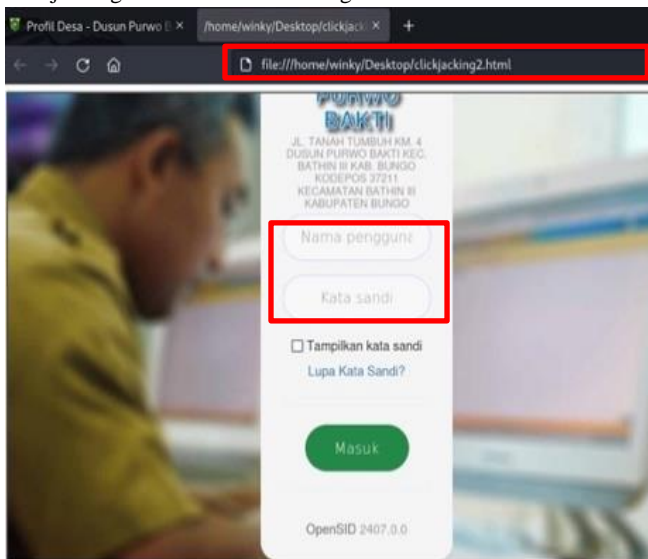 Profil Desa - Dusun Purwo B
/home/winky/Desktop/clickjack
file:///home/winky/Desktop/clickjacking2.html
PURWO
BAKTI
JL. TANAH TUMBUH KM. 4
DUSUN PURWO BAKTI KEC.
BATHIN III KAB. BUNGO
KODEPOS 37211
KECAMATAN BATHIN III
KABUPATEN BUNGO
Nama pengguna
Kata sandi
Tampilkan kata sandi
Lupa Kata Sandi?
Masuk
OpenSID 2407.0.0